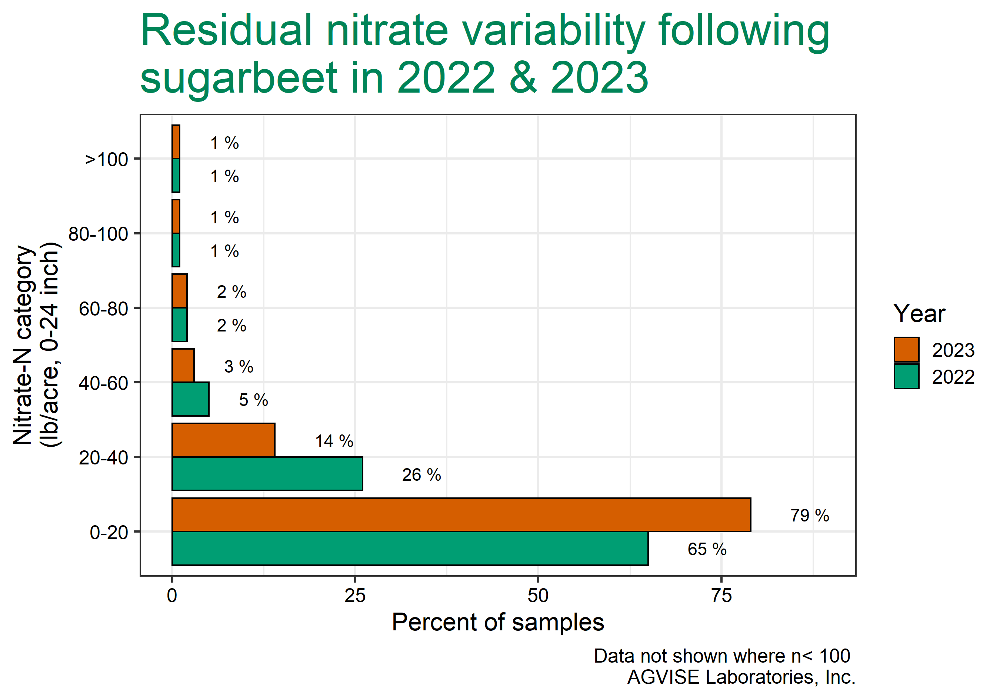 Residual nitrate variability following
sugarbeet in 2022 & 2023
Nitrate-N category
(lb/acre, 0-24 inch)
>100
1 %
1 %
80-100
1 %
1 %
60-80
2 %
2 %
40-60
3 %
5 %
20-40
14 %
26 %
0-20
79 %
65 %
0 25 50 75
Percent of samples
Year
2023
2022
Data not shown where n< 100
AGVISE Laboratories, Inc.